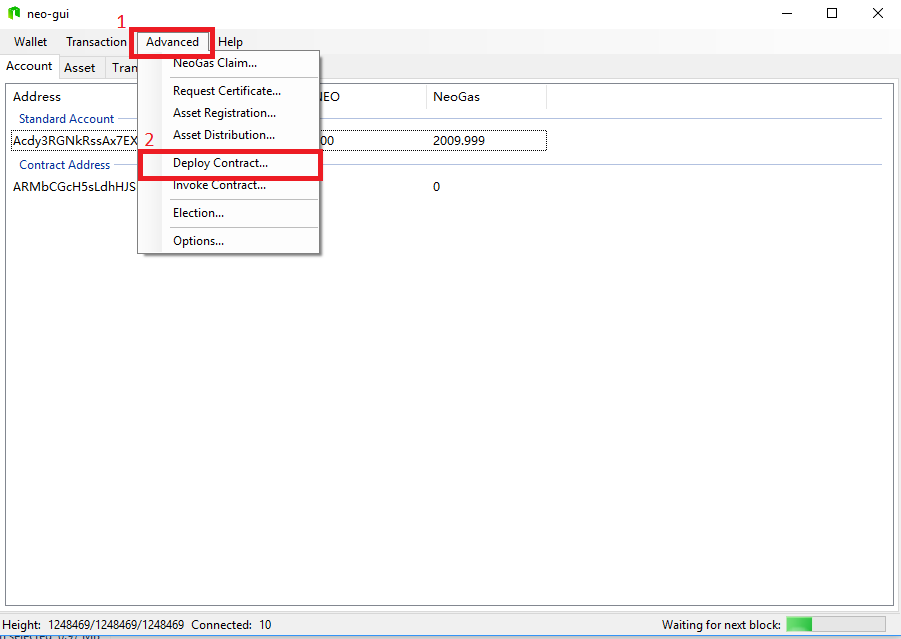 neo-gui
1
Wallet Transaction Advanced Help
Account Asset Tran
NeoGas Claim...
Address NEO NeoGas
Request Certificate...
Standard Account
Asset Registration...
Acdy3RGNkRssAx7EX 2 Asset Distribution... 00 2009.999
Contract Address Deploy Contract...
ARMbCGcH5sLdhHJS Invoke Contract... 0
Election...
Options...
Height: 1248469/1248469/1248469 Connected: 10 Waiting for next block: